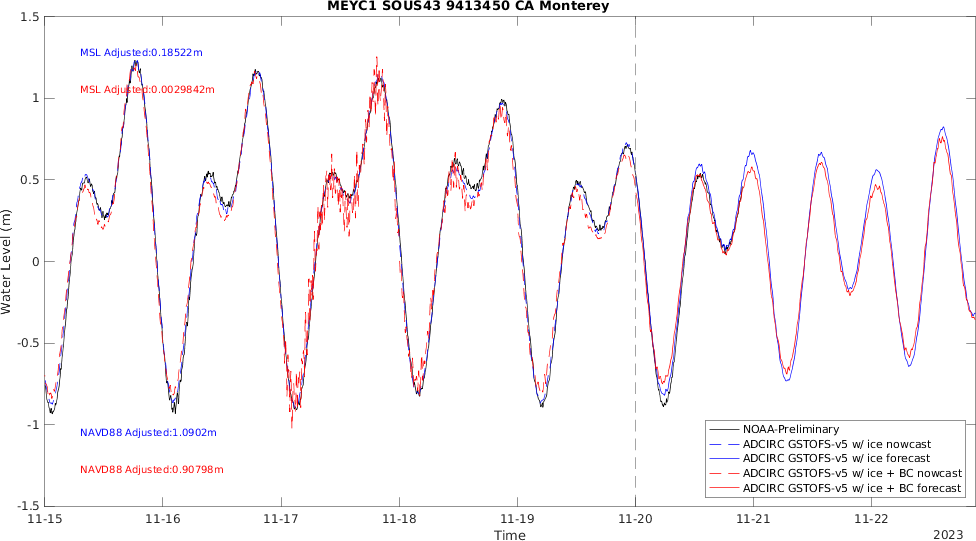 MEYC1 SOUS43 9413450 CA Monterey
1.5
1
0.5
0
-0.5
-1
-1.5
Water Level (m)
MSL Adjusted:0.18522m
MSL Adjusted:0.0029842m
NAVD88 Adjusted:1.0902m
NAVD88 Adjusted:0.90798m
NOAA-Preliminary
ADCIRC GSTOFS-v5 w/ ice nowcast
ADCIRC GSTOFS-v5 w/ ice forecast
ADCIRC GSTOFS-v5 w/ ice + BC nowcast
ADCIRC GSTOFS-v5 w/ ice + BC forecast
11-15 11-16 11-17 11-18 11-19 11-20 11-21 11-22
Time
2023